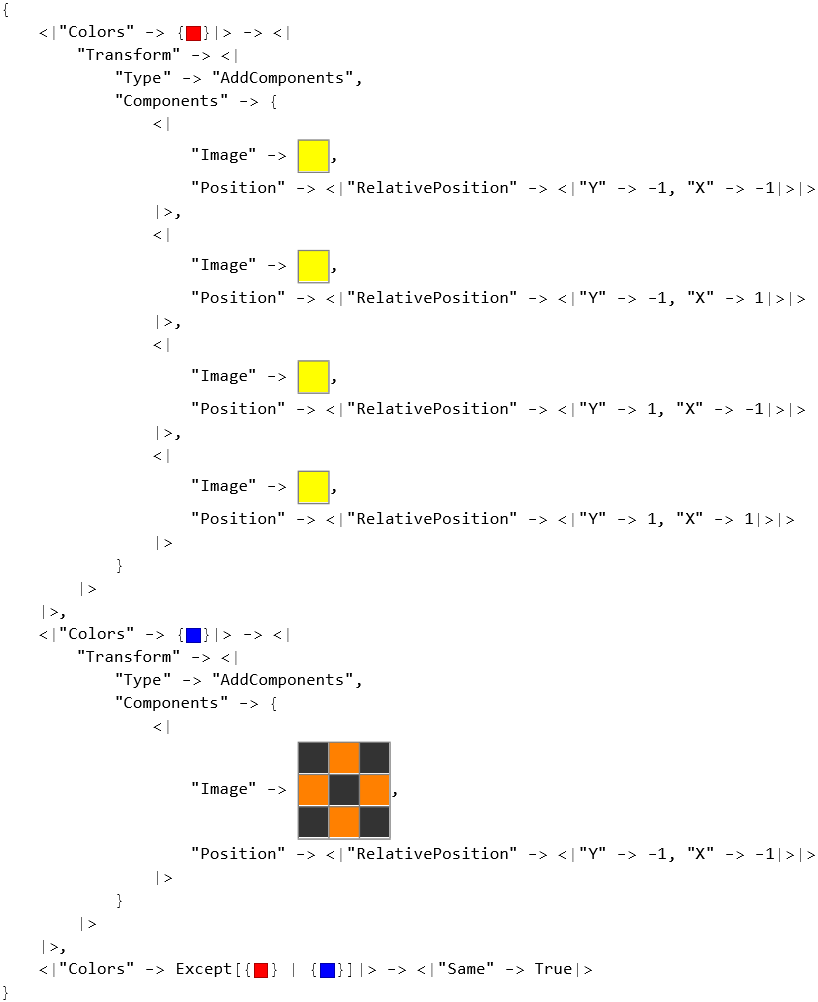 {
<|"Colors" -> {}|> -> <|
"Transform" -> <|
"Type" -> "AddComponents",
"Components" -> {
<|
"Image" -> ,
"Position" -> <|"RelativePosition" -> <|"Y" -> -1, "X" -> -1|>|>
|>,
<|
"Image" -> ,
"Position" -> <|"RelativePosition" -> <|"Y" -> -1, "X" -> 1|>|>
|>,
<|
"Image" -> ,
"Position" -> <|"RelativePosition" -> <|"Y" -> 1, "X" -> -1|>|>
|>,
<|
"Image" -> ,
"Position" -> <|"RelativePosition" -> <|"Y" -> 1, "X" -> 1|>|>
|>
}
|>
|>,
<|"Colors" -> {}|> -> <|
"Transform" -> <|
"Type" -> "AddComponents",
"Components" -> {
<|
"Image" -> ,
"Position" -> <|"RelativePosition" -> <|"Y" -> -1, "X" -> -1|>|>
|>
}
|>
|>,
<|"Colors" -> Except[{} | {}]|> -> <|"Same" -> True|>
}